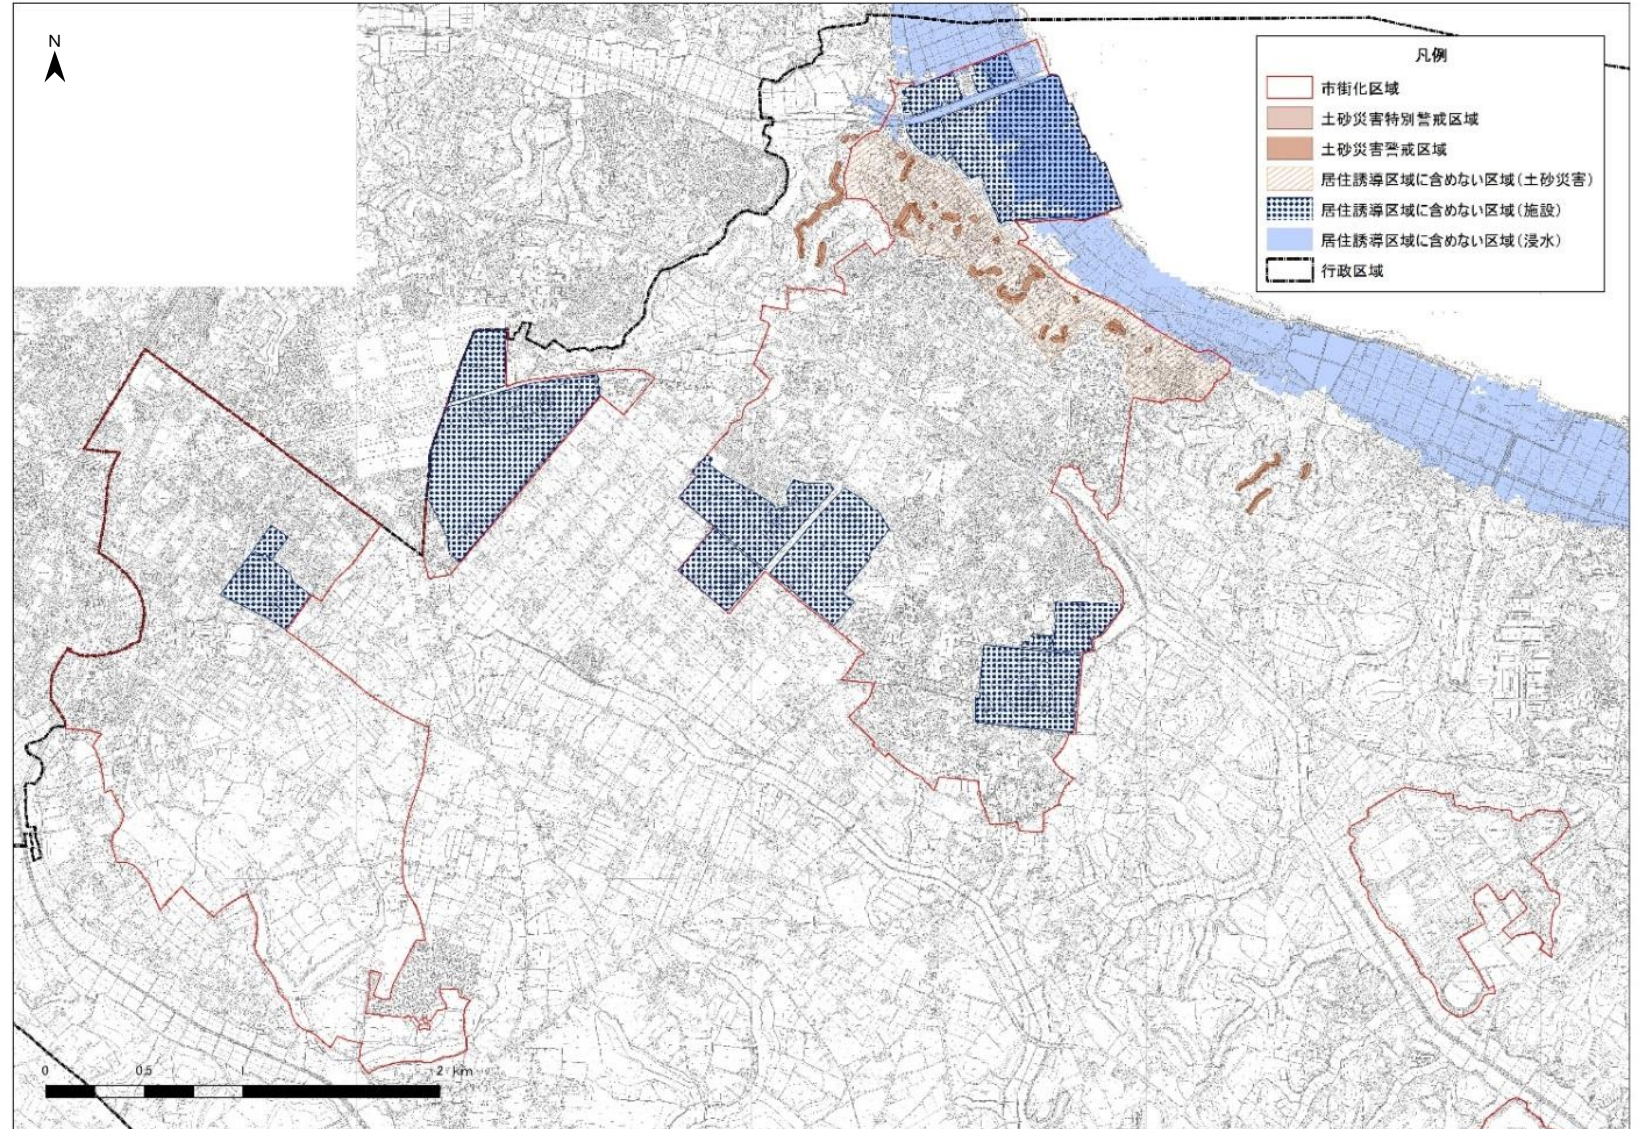 N
凡例
市街化区域
土砂災害特別警戒区域
土砂災害警戒区域
居住誘導区域に含めない区域(土砂災害)
居住誘導区域に含めない区域(施設)
居住誘導区域に含めない区域(浸水)
行政区域
0 0.5 1 2 km